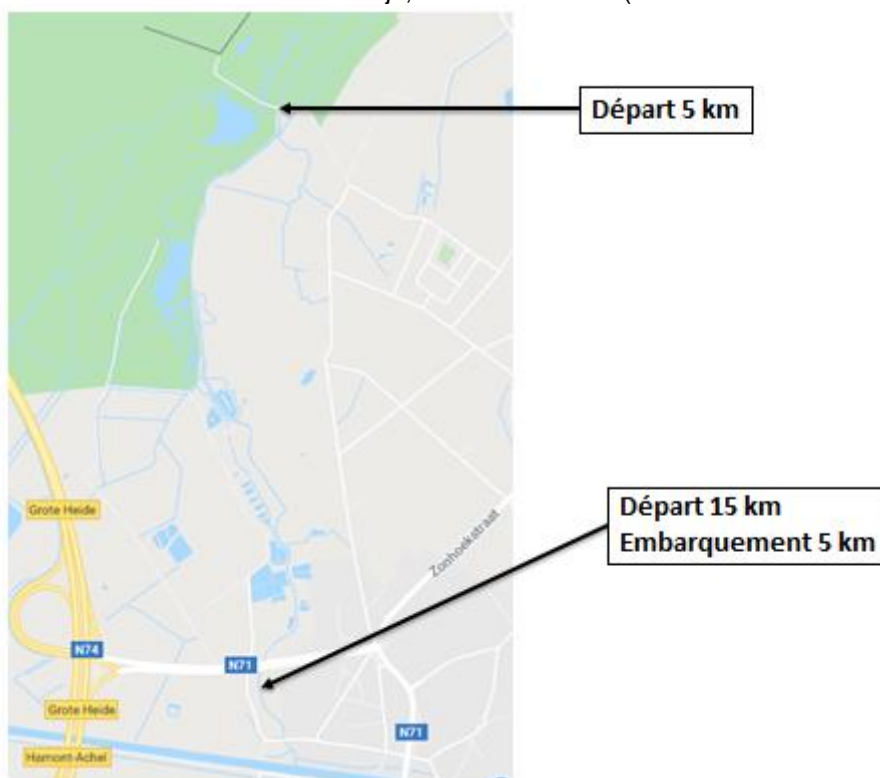 Départ 5 km
Grote Heide
Départ 15 km
Embarquement 5 km
Zonhoekstraat
N74
N71
Grote Heide
N71
Hamont-Achel